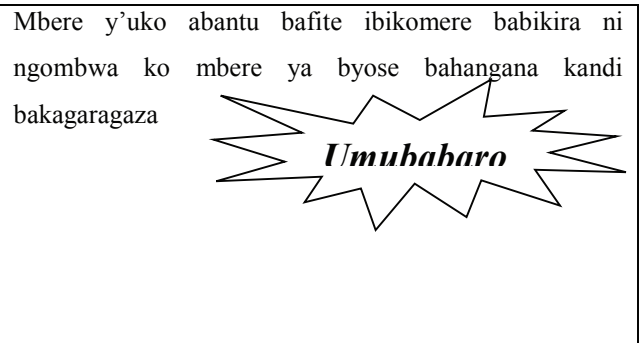 Mbere y’uko abantu bafite ibikomere babikira ni
ngombwa ko mbere ya byose bahangana kandi
bakagaragaza
Umubabaro